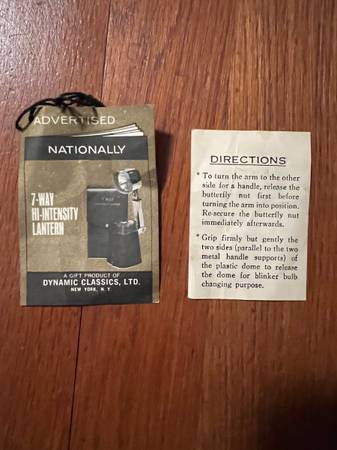 ADVERTISED
NATIONALLY
7-WAY
HI-INTENSITY
LANTERN
A GIFT PRODUCT OF
DYNAMIC CLASSICS, LTD.
NEW YORK, N.Y.
DIRECTIONS
* To turn the arm to the other
side for a handle, release the
butterfly nut first before
turning the arm into position.
Re-secure the butterfly nut
immediately afterwards.
* Grip firmly but gently the
two sides (parallel to the two
metal handle supports) of
the plastic dome to release
the dome for blinker bulb
changing purpose.